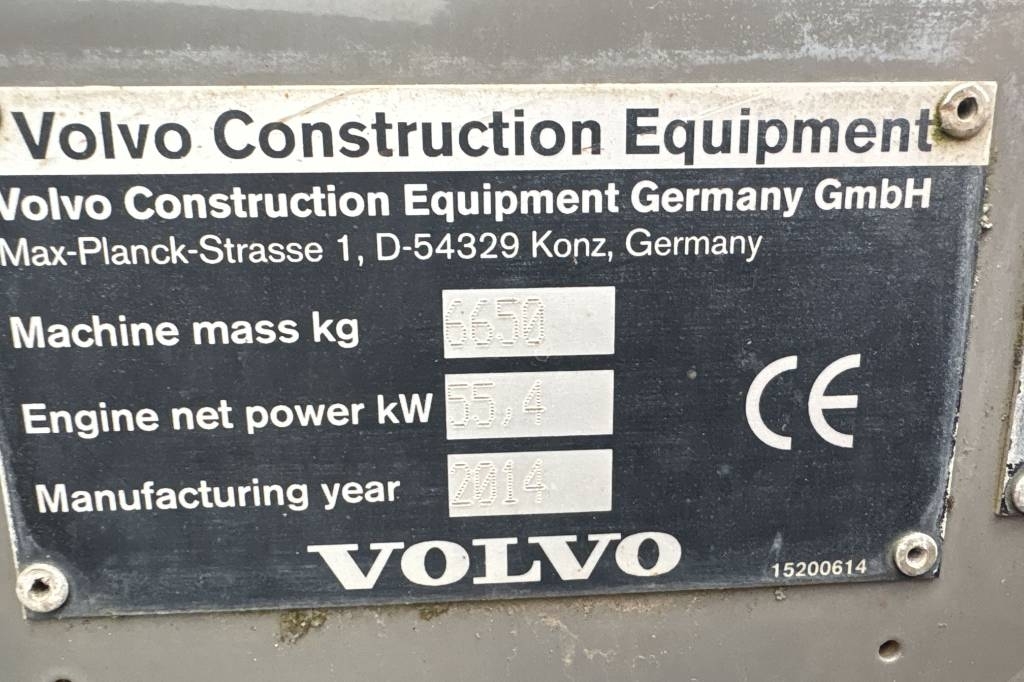 Volvo Construction Equipment
Volvo Construction Equipment Germany GmbH
Max-Planck-Strasse 1, D-54329 Konz, Germany
Machine mass kg 6650
Engine net power kW 55,4
Manufacturing year 2014
CE
VOLVO
15200614